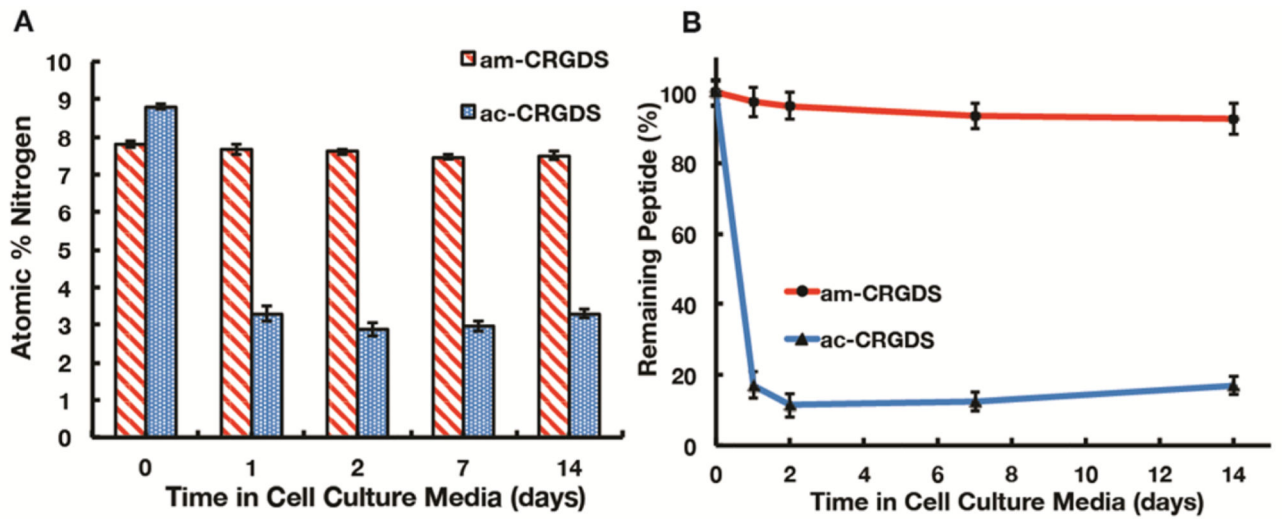 A
10
9
8
7
6
5
4
3
2
1
0
Atomic % Nitrogen
am-CRGDS
ac-CRGDS
0 1 2 7 14
Time in Cell Culture Media (days)
B
100
80
60
40
20
0
Remaining Peptide (%)
am-CRGDS
ac-CRGDS
0 2 4 6 8 10 12 14
Time in Cell Culture Media (days)